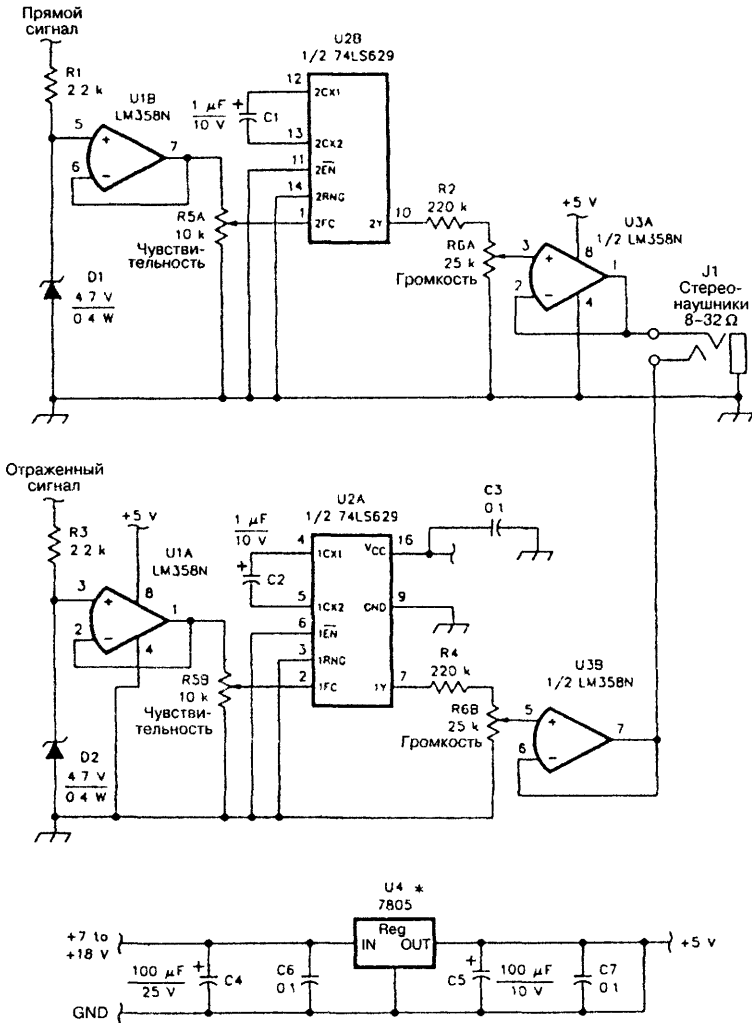 Прямой
сигнал
R1
2.2 k
U1B
LM358N
5
+
6
−
7
R5A
10 k
Чувстви-
тельность
D1
4.7 V
0.4 W
U2B
1/2 74LS629
1 μF
10 V
+
C1
12
2CX1
13
2CX2
11
2EN
14
2RNG
1
2FC
2Y
10
R2
220 k
R6A
25 k
Громкость
+5 V
U3A
1/2 LM358N
3
+
8
1
2
−
4
J1
Стерео-
наушники
8-32 Ω
Отраженный
сигнал
R3
2.2 k
+5 V
U1A
LM358N
3
+
8
1
2
−
4
R5B
10 k
Чувстви-
тельность
D2
4.7 V
0.4 W
U2A
1/2 74LS629
1 μF
10 V
+
C2
4
1CX1
5
1CX2
6
1EN
3
1RNG
2
1FC
VCC
16
GND
9
1Y
7
C3
0.1
R4
220 k
R6B
25 k
Громкость
U3B
1/2 LM358N
5
+
6
−
7
U4 *
7805
Reg
IN OUT
+7 to
+18 V
100 μF
25 V
+
C4
C6
0.1
+
C5
100 μF
10 V
C7
0.1
+5 V
GND